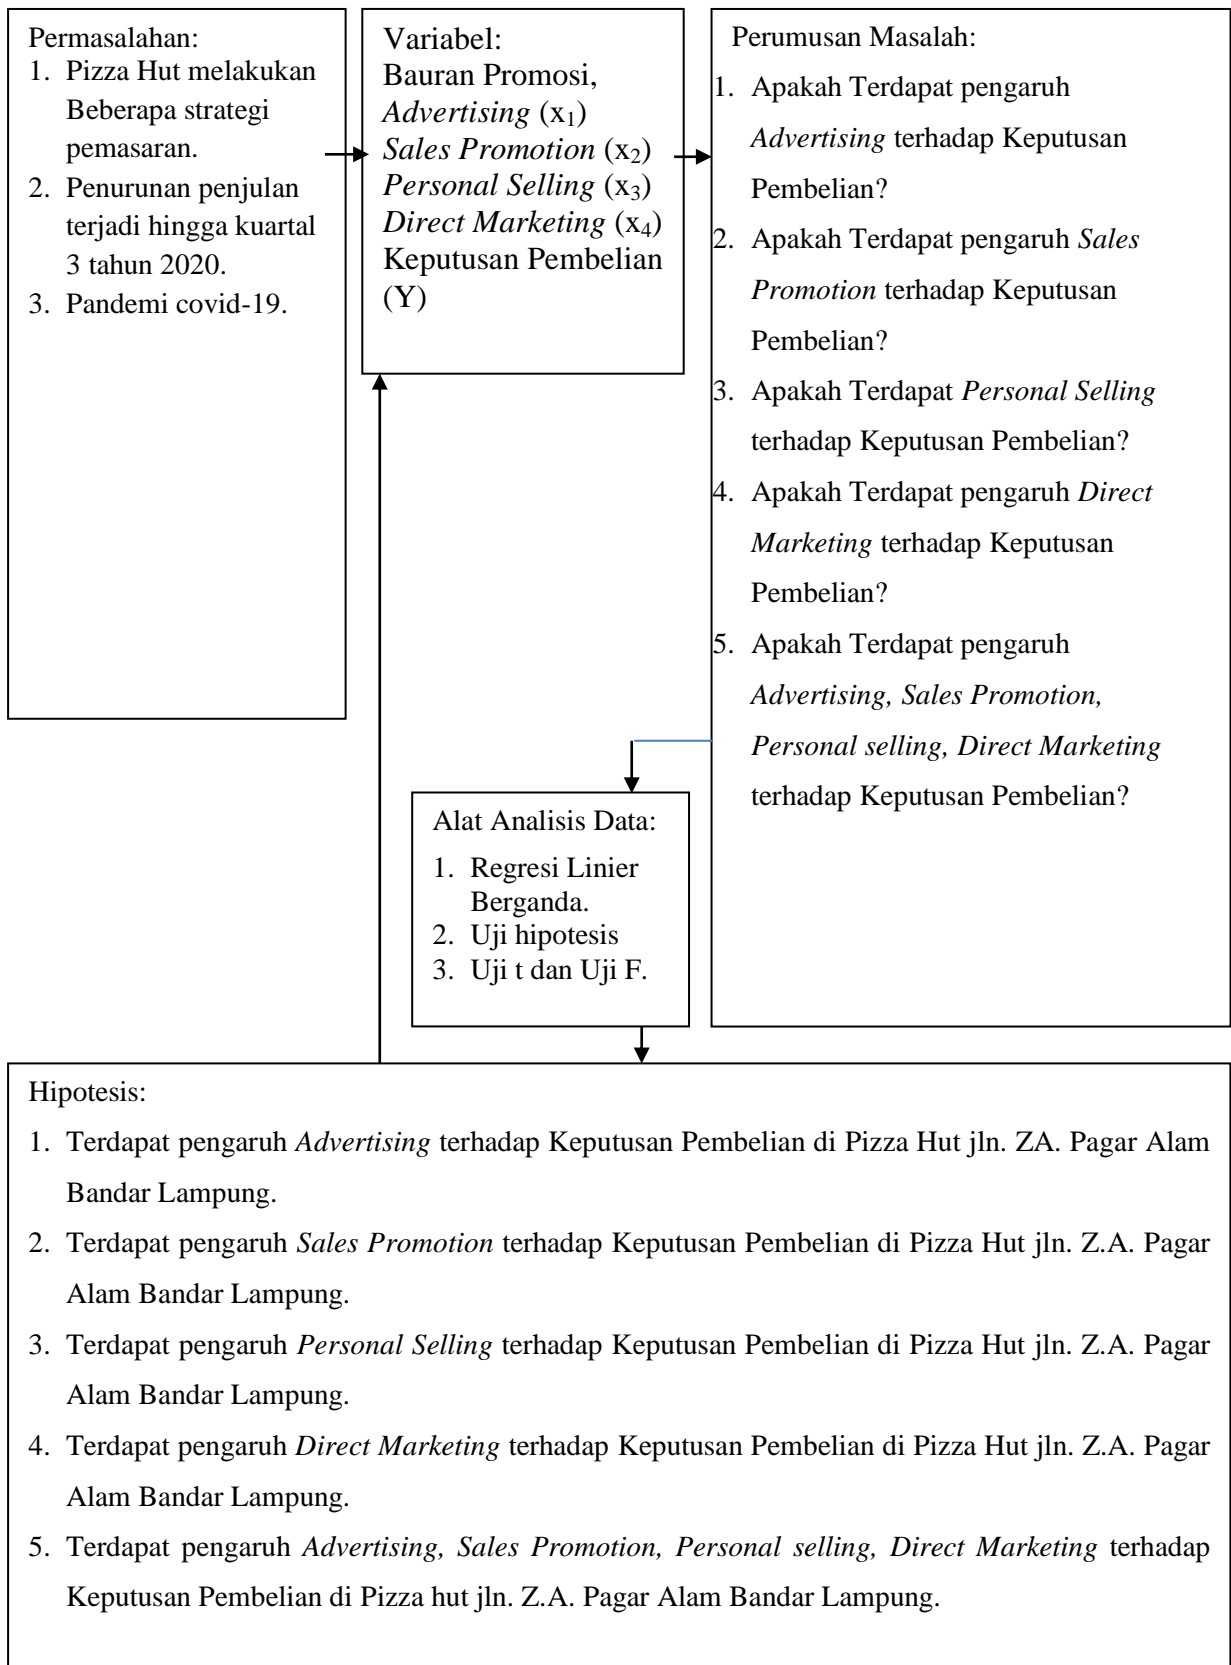 Permasalahan:
1. Pizza Hut melakukan
Beberapa strategi
pemasaran.
2. Penurunan penjulan
terjadi hingga kuartal
3 tahun 2020.
3. Pandemi covid-19.
Variabel:
Bauran Promosi,
Advertising (x₁)
Sales Promotion (x₂)
Personal Selling (x₃)
Direct Marketing (x₄)
Keputusan Pembelian
(Y)
Perumusan Masalah:
1. Apakah Terdapat pengaruh
Advertising terhadap Keputusan
Pembelian?
2. Apakah Terdapat pengaruh Sales
Promotion terhadap Keputusan
Pembelian?
3. Apakah Terdapat Personal Selling
terhadap Keputusan Pembelian?
4. Apakah Terdapat pengaruh Direct
Marketing terhadap Keputusan
Pembelian?
5. Apakah Terdapat pengaruh
Advertising, Sales Promotion,
Personal selling, Direct Marketing
terhadap Keputusan Pembelian?
Alat Analisis Data:
1. Regresi Linier
Berganda.
2. Uji hipotesis
3. Uji t dan Uji F.
Hipotesis:
1. Terdapat pengaruh Advertising terhadap Keputusan Pembelian di Pizza Hut jln. ZA. Pagar Alam
Bandar Lampung.
2. Terdapat pengaruh Sales Promotion terhadap Keputusan Pembelian di Pizza Hut jln. Z.A. Pagar
Alam Bandar Lampung.
3. Terdapat pengaruh Personal Selling terhadap Keputusan Pembelian di Pizza Hut jln. Z.A. Pagar
Alam Bandar Lampung.
4. Terdapat pengaruh Direct Marketing terhadap Keputusan Pembelian di Pizza Hut jln. Z.A. Pagar
Alam Bandar Lampung.
5. Terdapat pengaruh Advertising, Sales Promotion, Personal selling, Direct Marketing terhadap
Keputusan Pembelian di Pizza hut jln. Z.A. Pagar Alam Bandar Lampung.